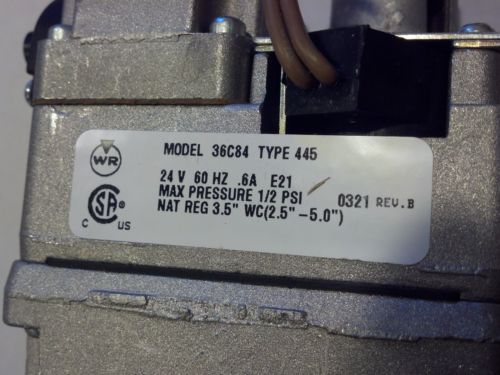 WR
MODEL 36C84 TYPE 445
24 V 60 HZ .6A E21
MAX PRESSURE 1/2 PSI 0321 REV.B
NAT REG 3.5" WC(2.5"-5.0")
SA
C US